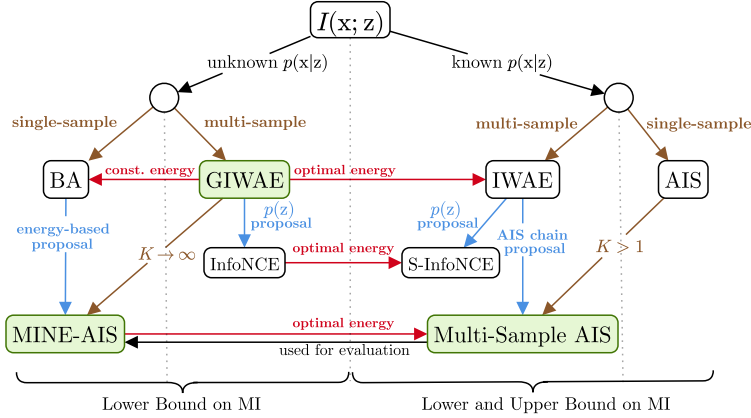 I(x; z)
unknown p(x|z)
known p(x|z)
single-sample
multi-sample
multi-sample
single-sample
BA
const. energy
GIWAE
optimal energy
IWAE
AIS
energy-based
proposal
p(z)
proposal
p(z)
proposal
AIS chain
proposal
K → ∞
K > 1
InfoNCE
optimal energy
S-InfoNCE
MINE-AIS
optimal energy
used for evaluation
Multi-Sample AIS
Lower Bound on MI
Lower and Upper Bound on MI